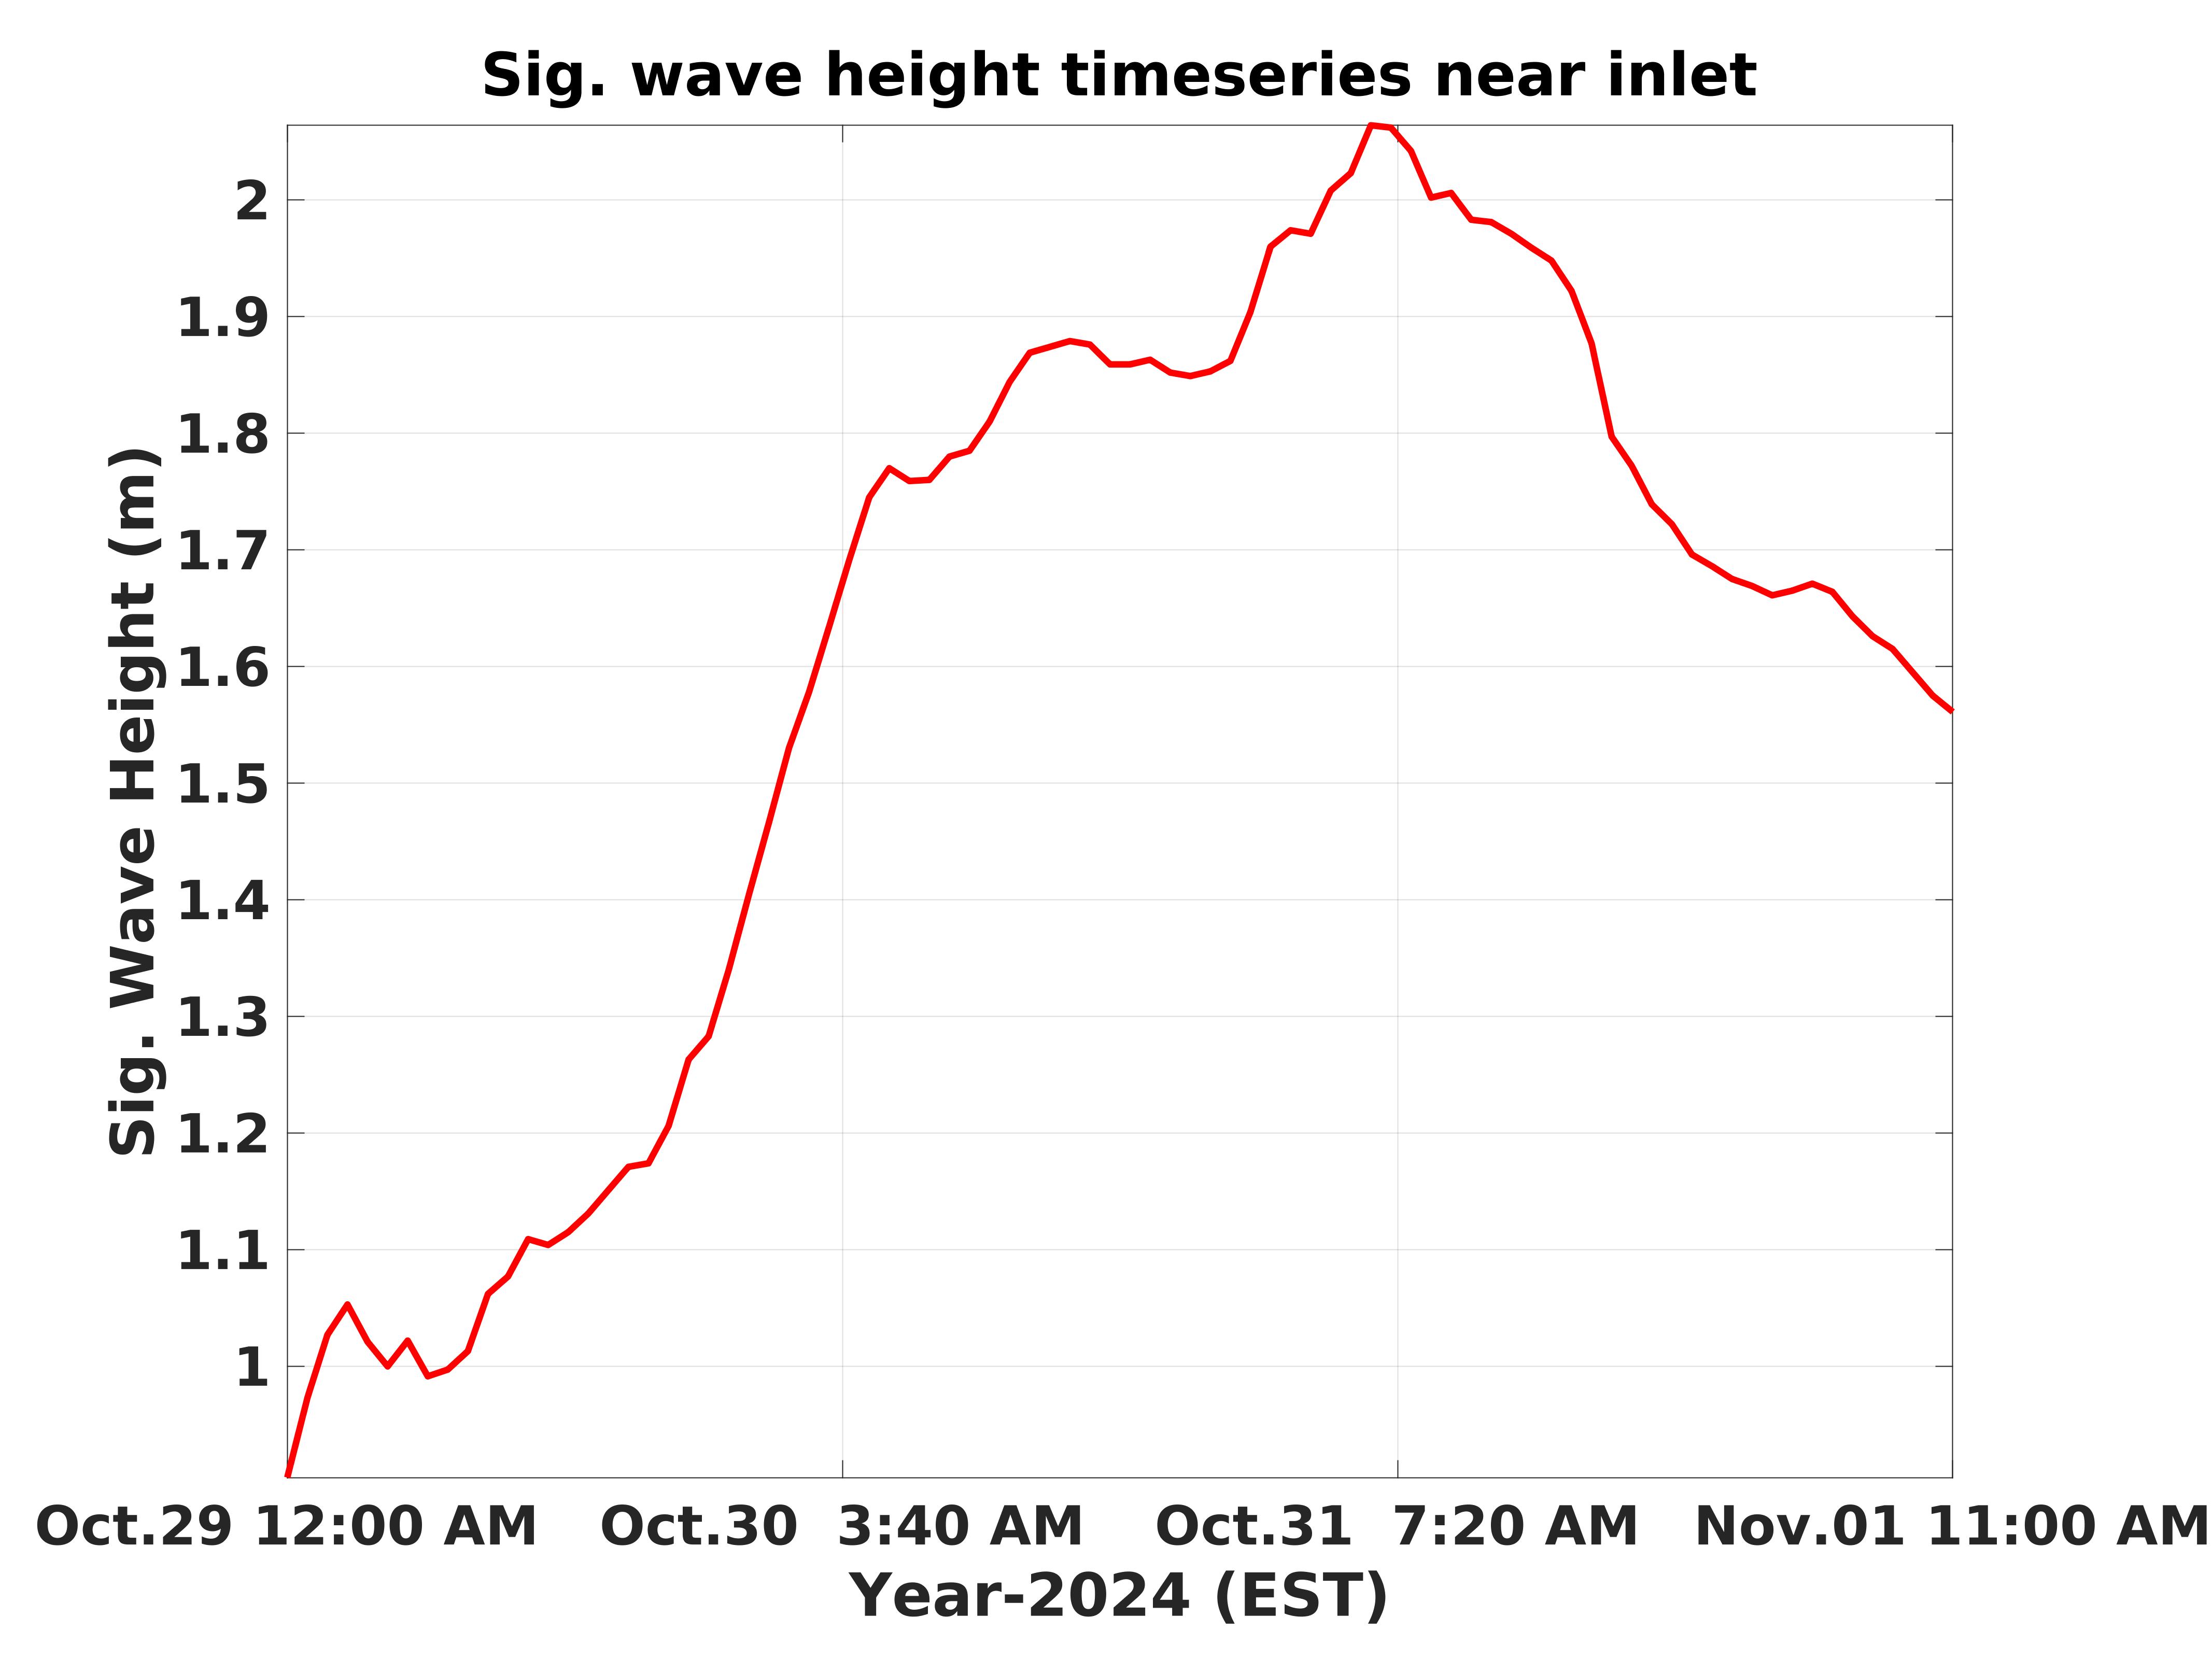 Sig. wave height timeseries near inlet
Sig. Wave Height (m)
2
1.9
1.8
1.7
1.6
1.5
1.4
1.3
1.2
1.1
1
Oct.29 12:00 AM Oct.30 3:40 AM Oct.31 7:20 AM Nov.01 11:00 AM
Year-2024 (EST)